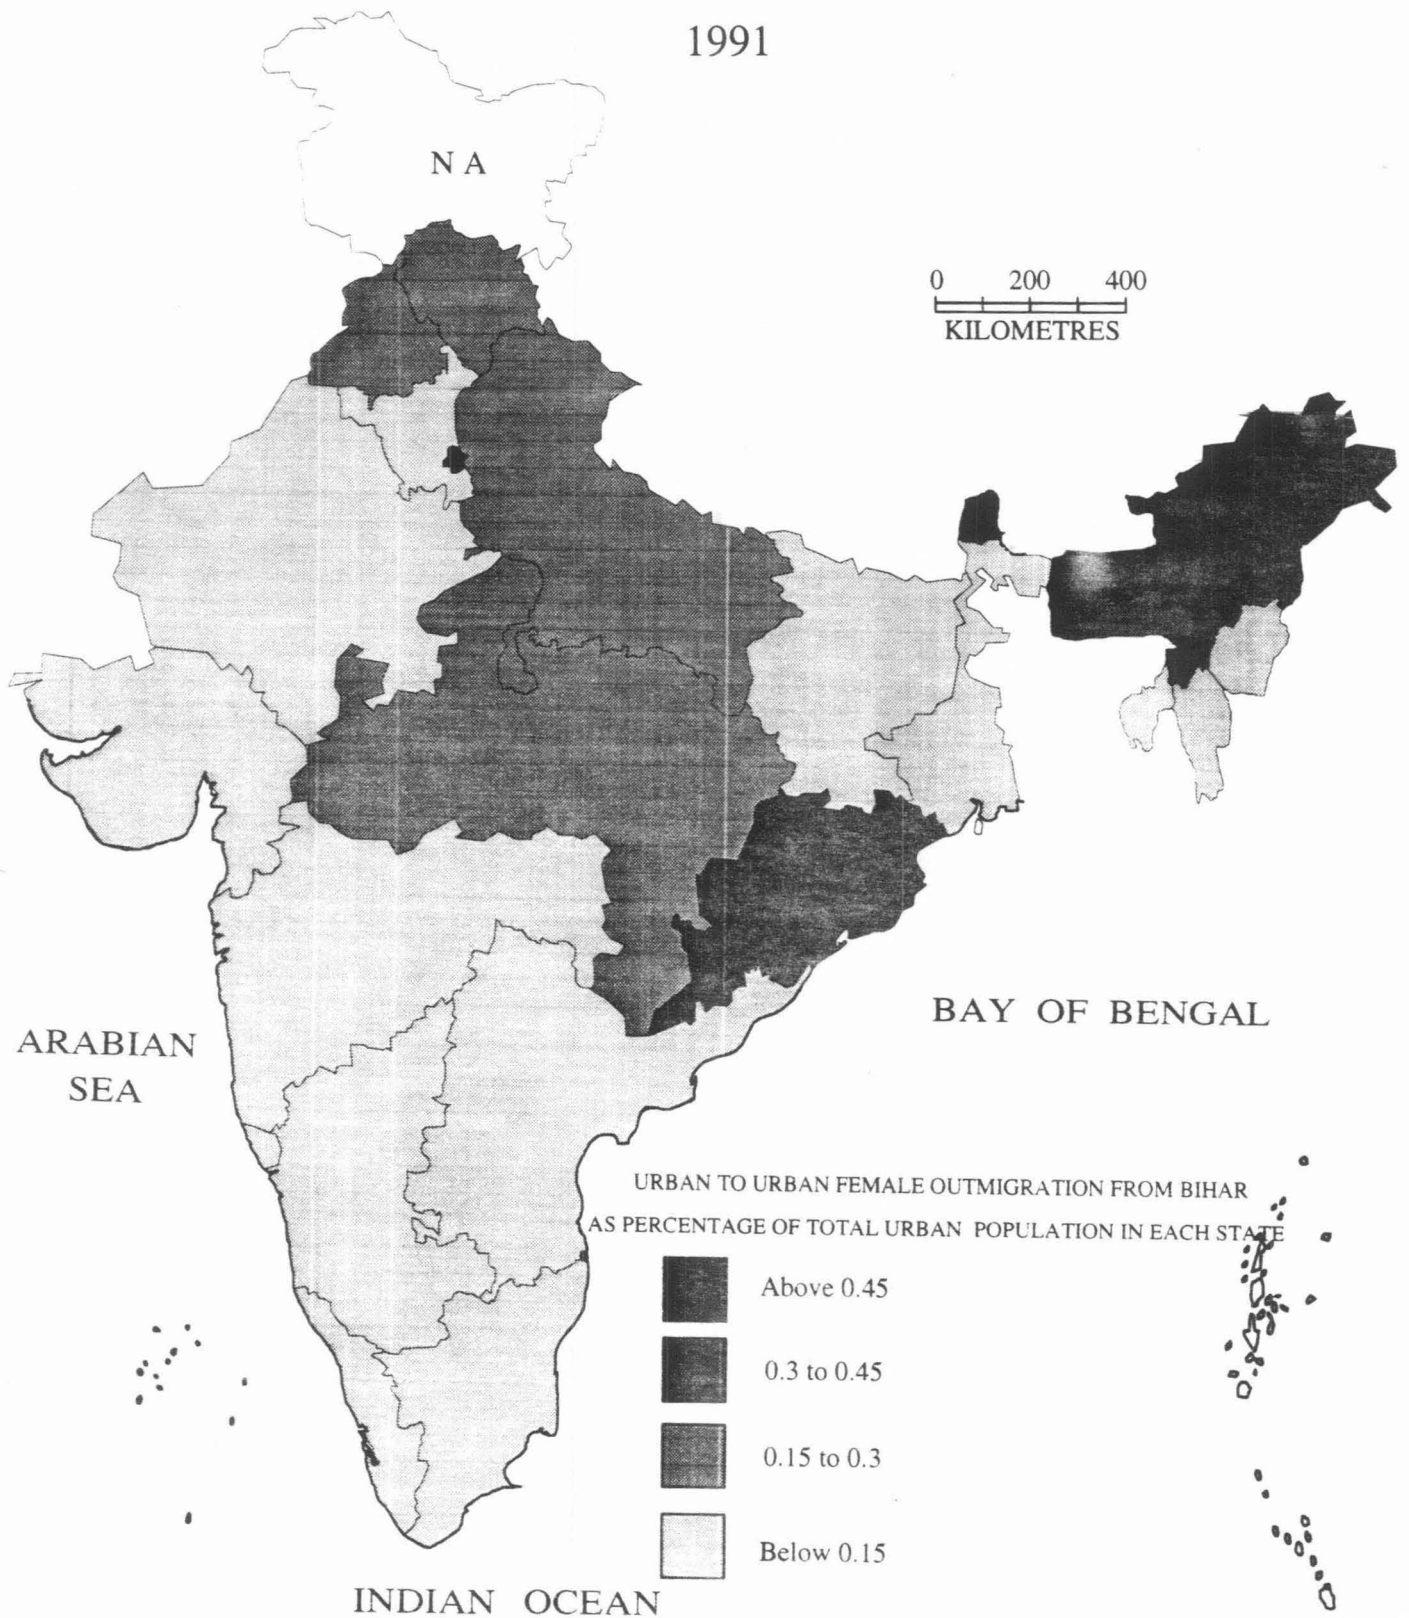 1991
N A
0 200 400
KILOMETRES
BAY OF BENGAL
ARABIAN
SEA
URBAN TO URBAN FEMALE OUTMIGRATION FROM BIHAR
AS PERCENTAGE OF TOTAL URBAN POPULATION IN EACH STATE
Above 0.45
0.3 to 0.45
0.15 to 0.3
Below 0.15
INDIAN OCEAN